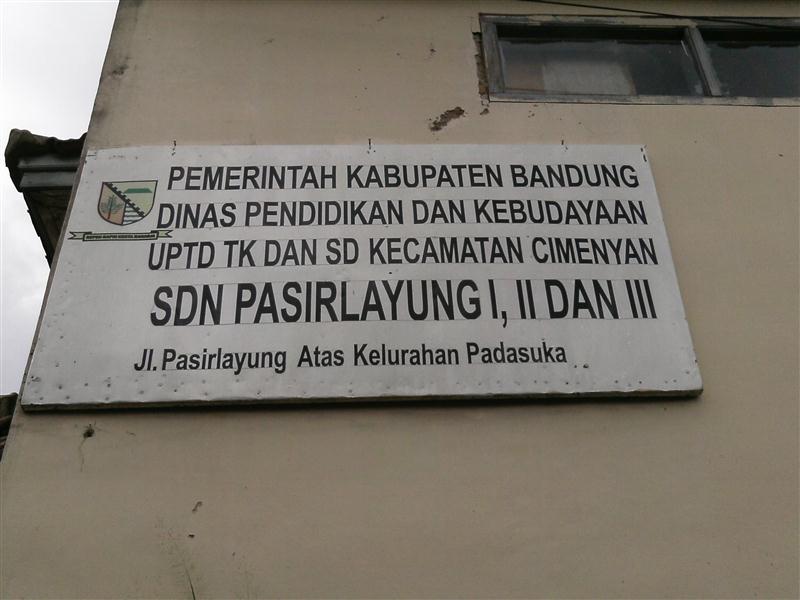 PEMERINTAH KABUPATEN BANDUNG
DINAS PENDIDIKAN DAN KEBUDAYAAN
UPTD TK DAN SD KECAMATAN CIMENYAN
SDN PASIRLAYUNG I, II DAN III
Jl. Pasirlayung Atas Kelurahan Padasuka